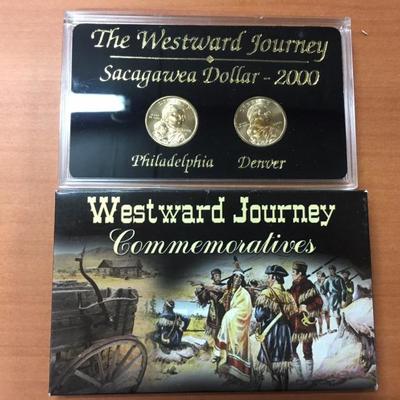 The Westward Journey
Sacagawea Dollar - 2000
Philadelphia Denver
Westward Journey
Commemoratives